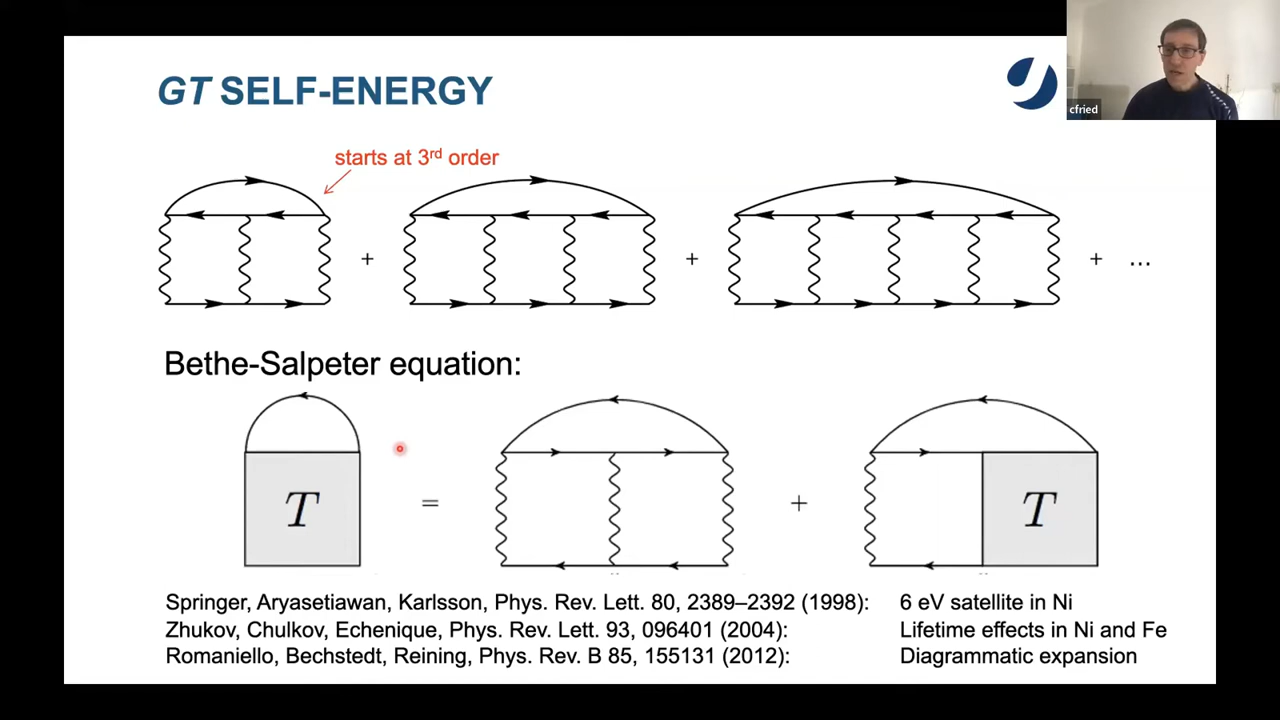 GT SELF-ENERGY
cfried
starts at 3rd order
+ + + ...
Bethe-Salpeter equation:
T = + T
Springer, Aryasetiawan, Karlsson, Phys. Rev. Lett. 80, 2389–2392 (1998): 6 eV satellite in Ni
Zhukov, Chulkov, Echenique, Phys. Rev. Lett. 93, 096401 (2004): Lifetime effects in Ni and Fe
Romaniello, Bechstedt, Reining, Phys. Rev. B 85, 155131 (2012): Diagrammatic expansion